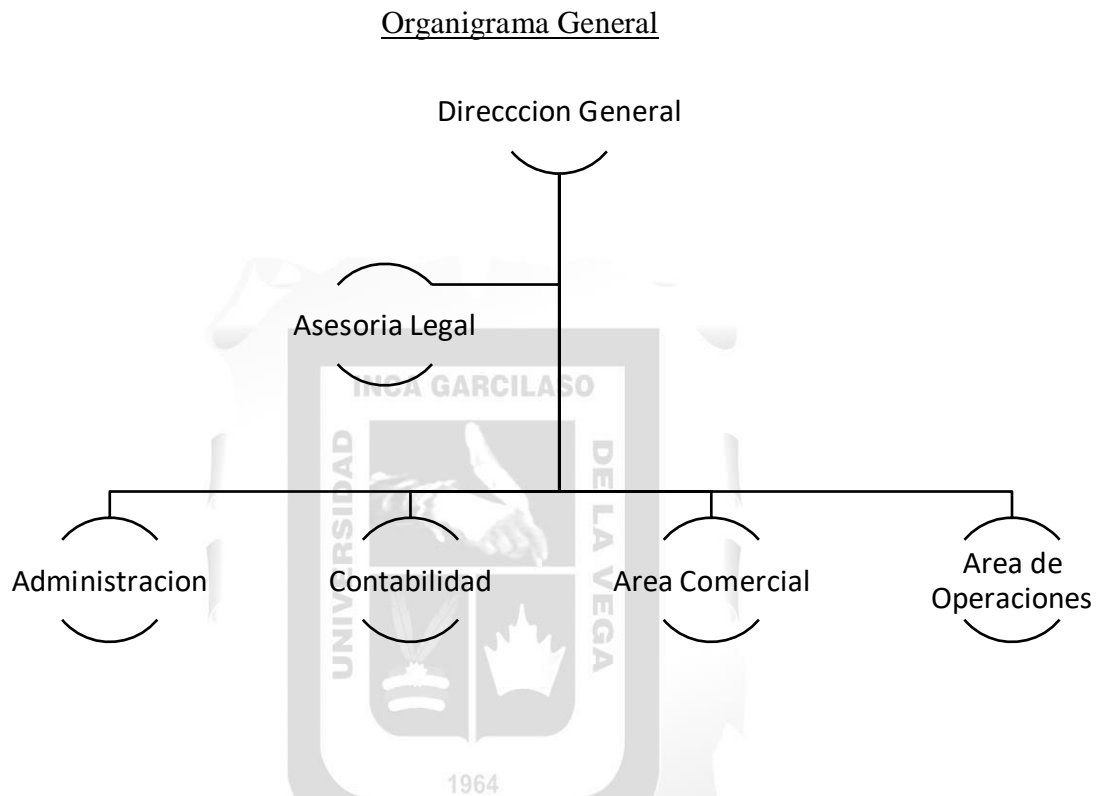 Organigrama General
Direcccion General
Asesoria Legal
INCA GARCILASO
UNIVERSIDAD
DE LA VEGA
Administracion
Contabilidad
Area Comercial
Area de
Operaciones
1964